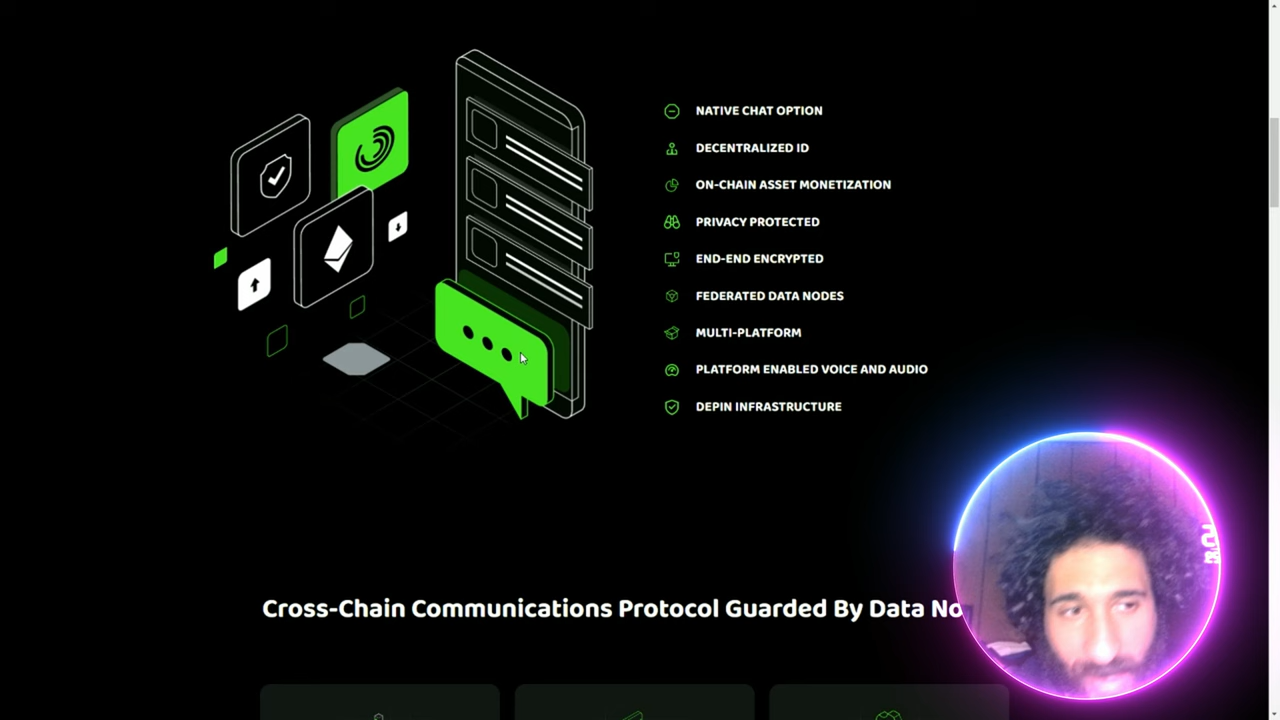 NATIVE CHAT OPTION
DECENTRALIZED ID
ON-CHAIN ASSET MONETIZATION
PRIVACY PROTECTED
END-END ENCRYPTED
FEDERATED DATA NODES
MULTI-PLATFORM
PLATFORM ENABLED VOICE AND AUDIO
DEPIN INFRASTRUCTURE
Cross-Chain Communications Protocol Guarded By Data